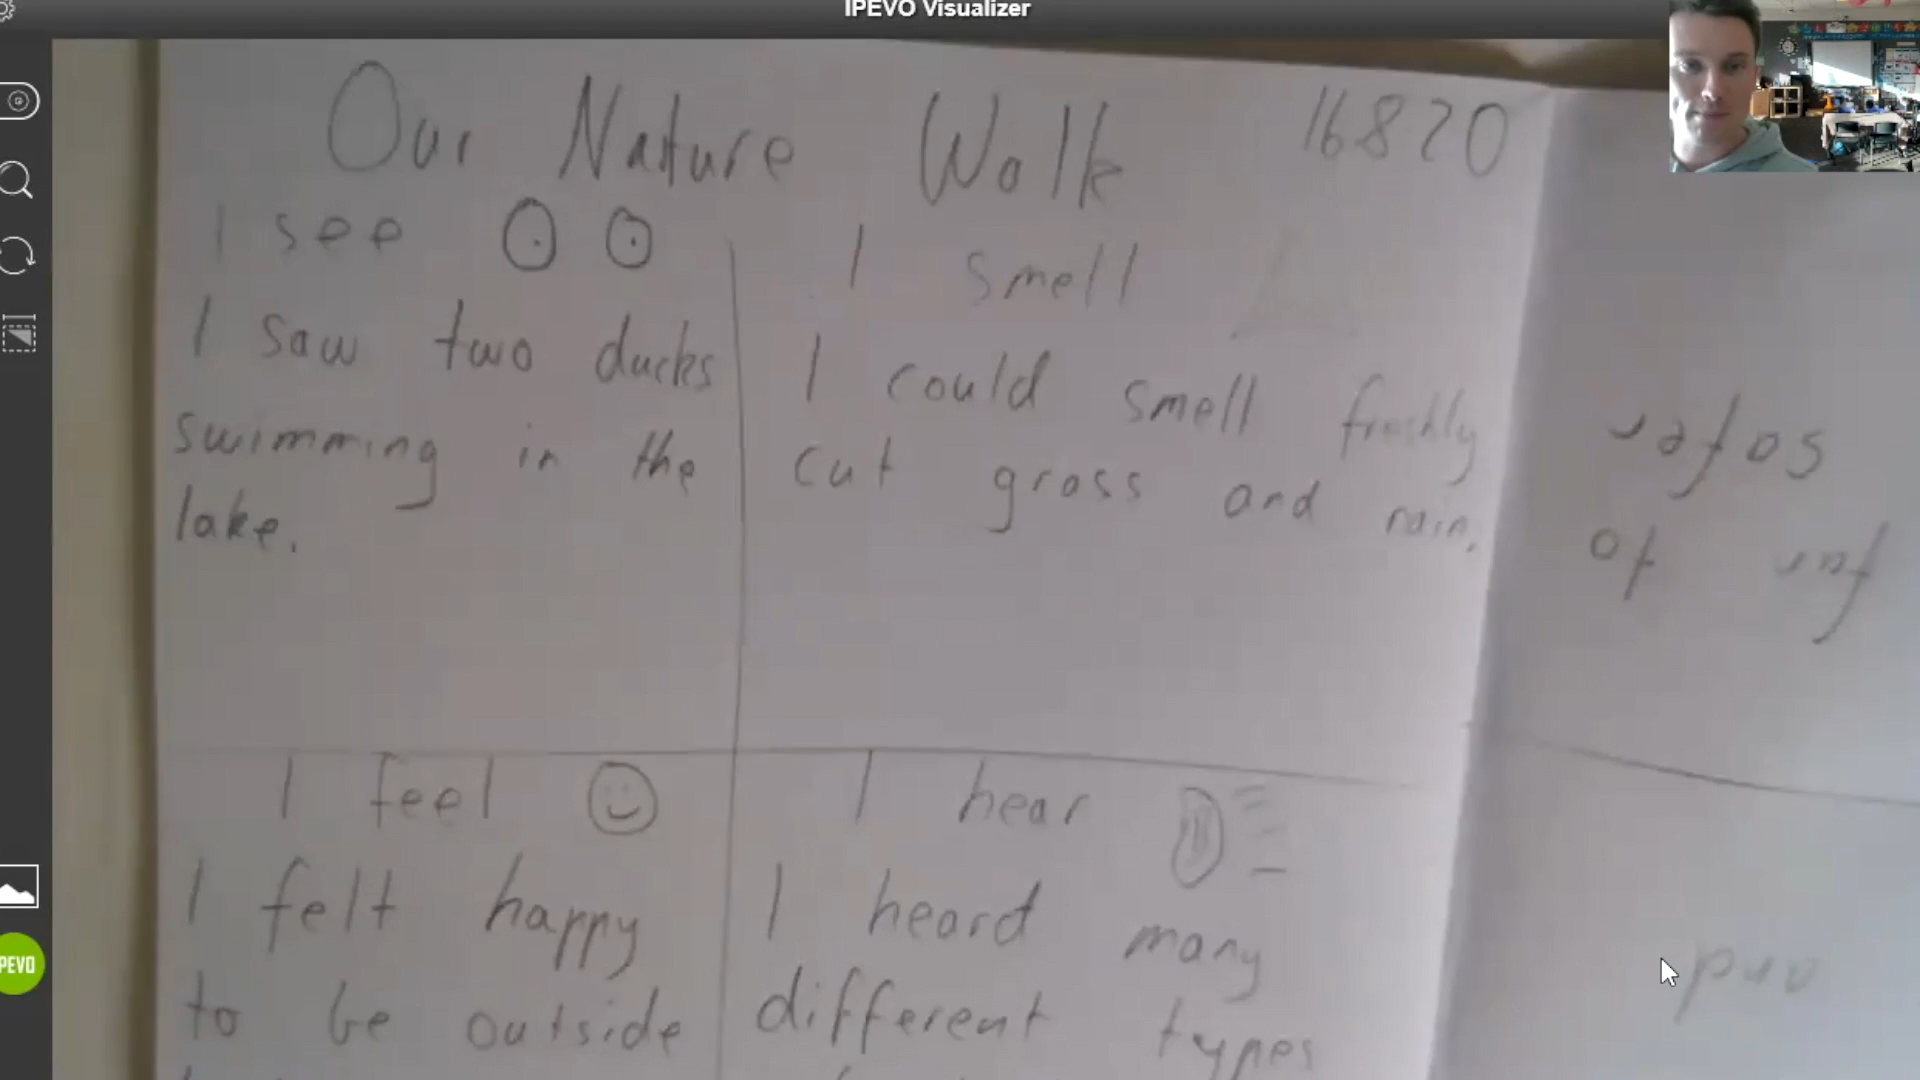 IPEVO Visualizer
Our Nature Walk 16820
I see
I saw two ducks
swimming in the
lake.
I smell
I could smell freshly
cut grass and rain.
I feel
I felt happy
to be outside
I hear
I heard many
different types
PEVO